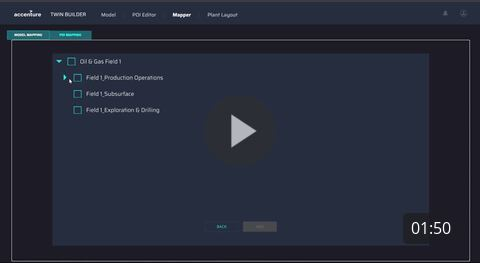 accenture TWIN BUILDER Model POI Editor Mapper Plant Layout
MODEL MAPPING POI MAPPING
Oil & Gas Field 1
Field 1_Production Operations
Field 1_Subsurface
Field 1_Exploration & Drilling
BACK
01:50